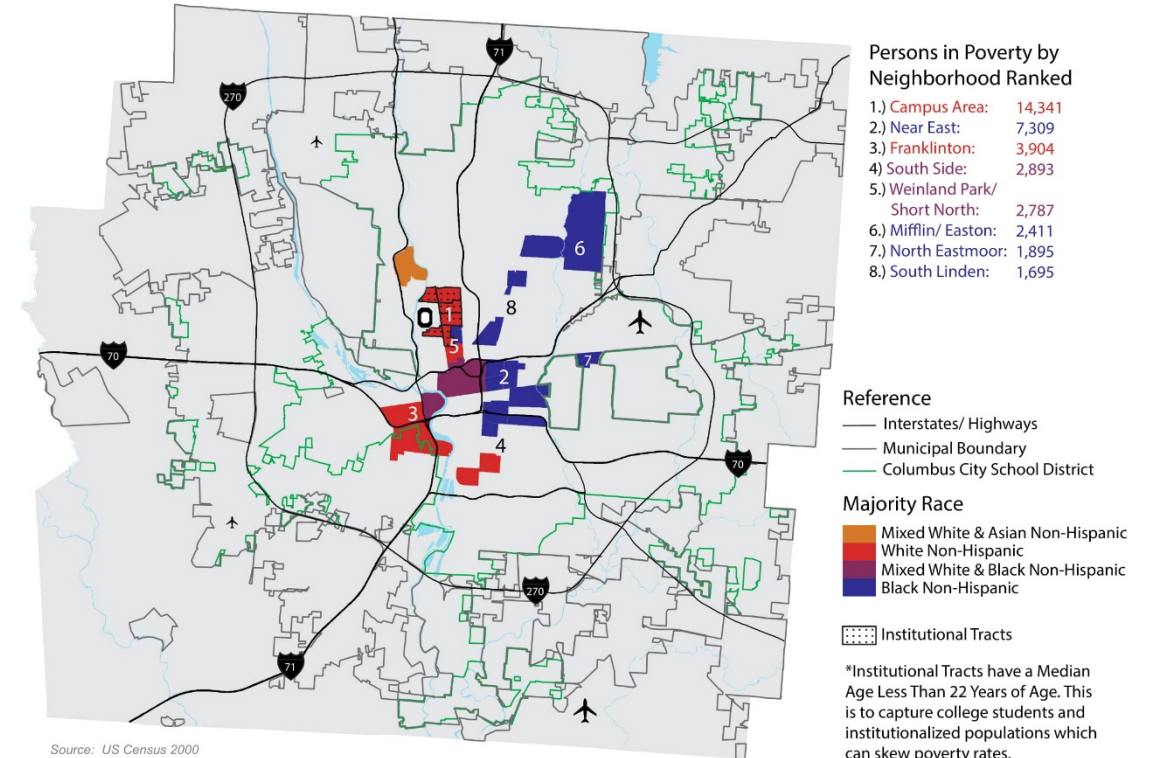 Persons in Poverty by
Neighborhood Ranked
1.) Campus Area: 14,341
2.) Near East: 7,309
3.) Franklinton: 3,904
4) South Side: 2,893
5.) Weinland Park/
Short North: 2,787
6.) Mifflin/ Easton: 2,411
7.) North Eastmoor: 1,895
8.) South Linden: 1,695
71
270
6
8
1
5
70
7
2
3
4
70
270
71
Reference
Interstates/ Highways
Municipal Boundary
Columbus City School District
Majority Race
Mixed White & Asian Non-Hispanic
White Non-Hispanic
Mixed White & Black Non-Hispanic
Black Non-Hispanic
Institutional Tracts
*Institutional Tracts have a Median
Age Less Than 22 Years of Age. This
is to capture college students and
institutionalized populations which
can skew poverty rates.
Source: US Census 2000